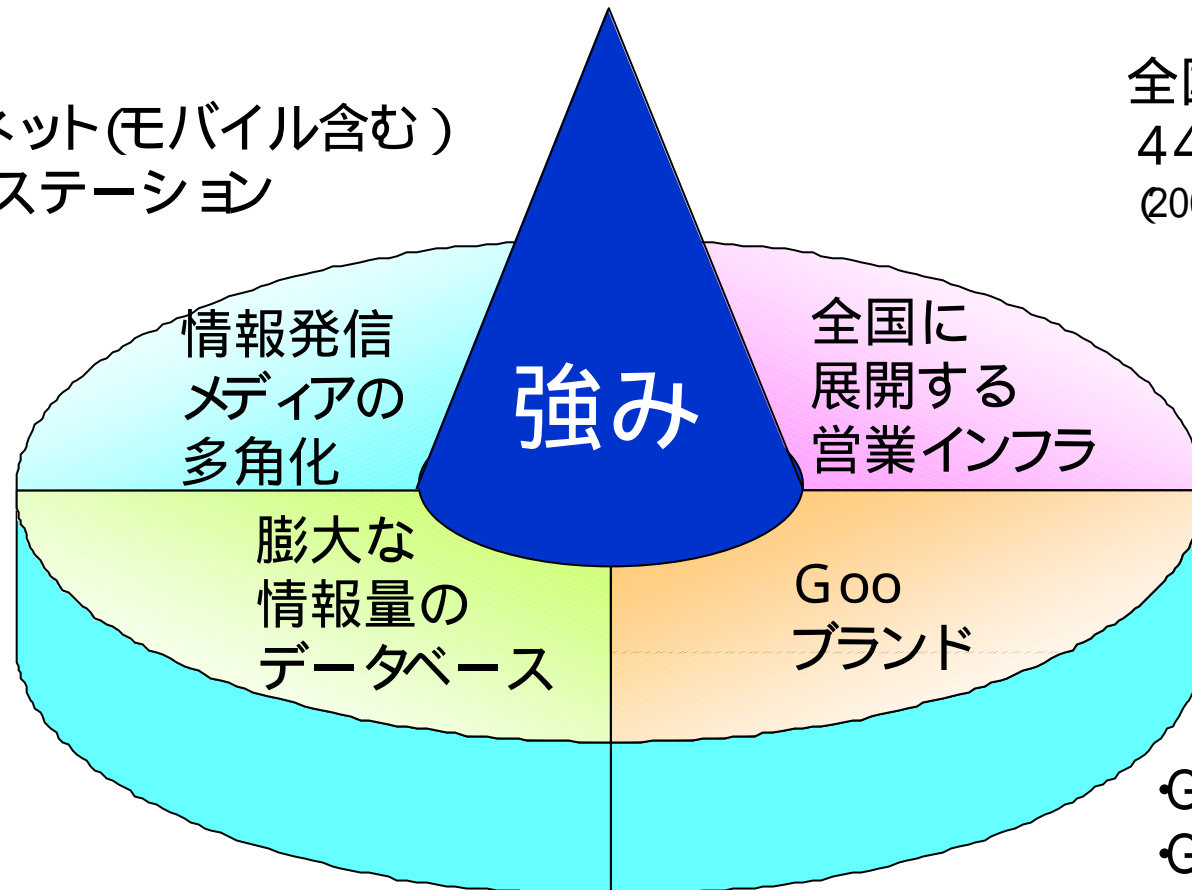 ネット(モバイル含む)
ステーション
全国
44
(200
情報発信
メディアの
多角化
強み
全国に
展開する
営業インフラ
膨大な
情報量の
データベース
Goo
ブランド
・G
・G